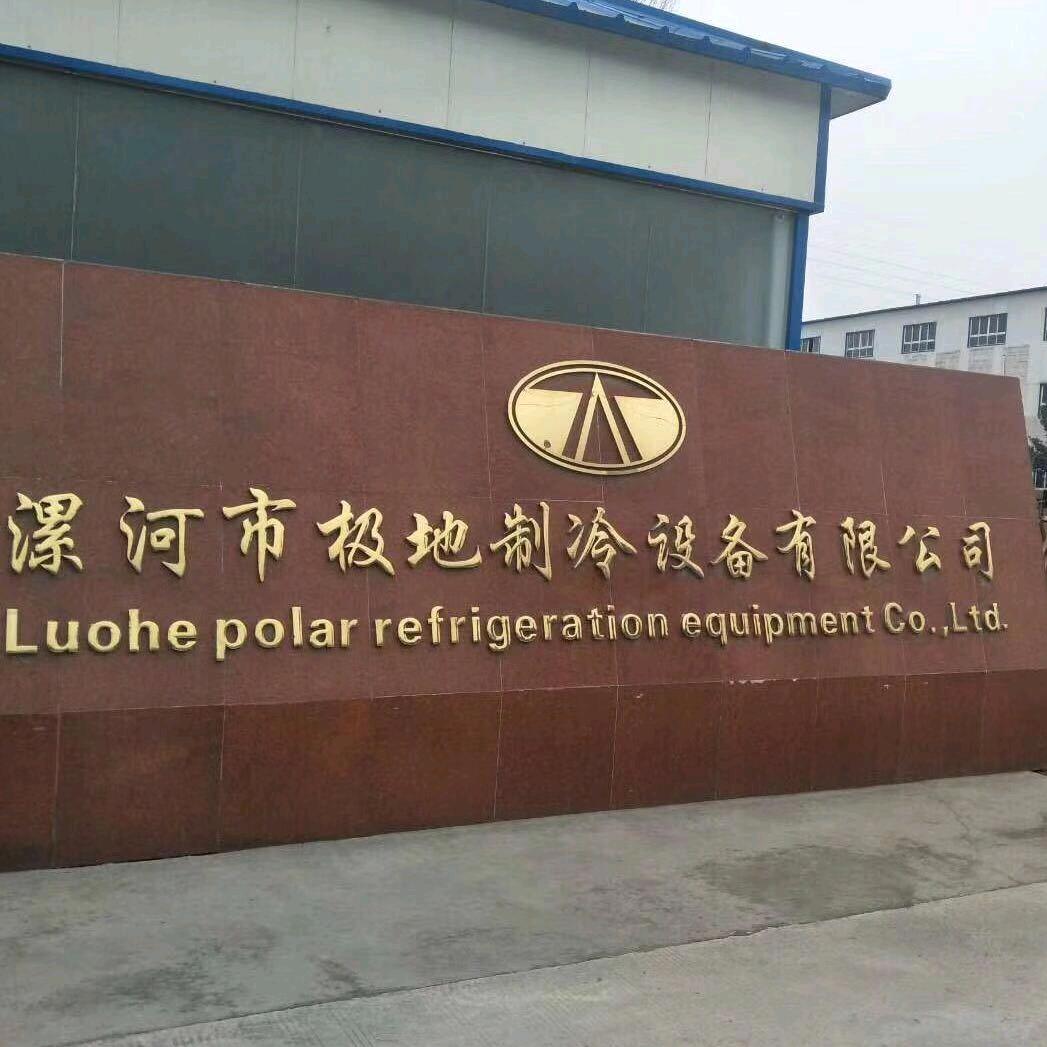 漯河市极地制冷设备有限公司
Luohe polar refrigeration equipment Co.,Ltd.